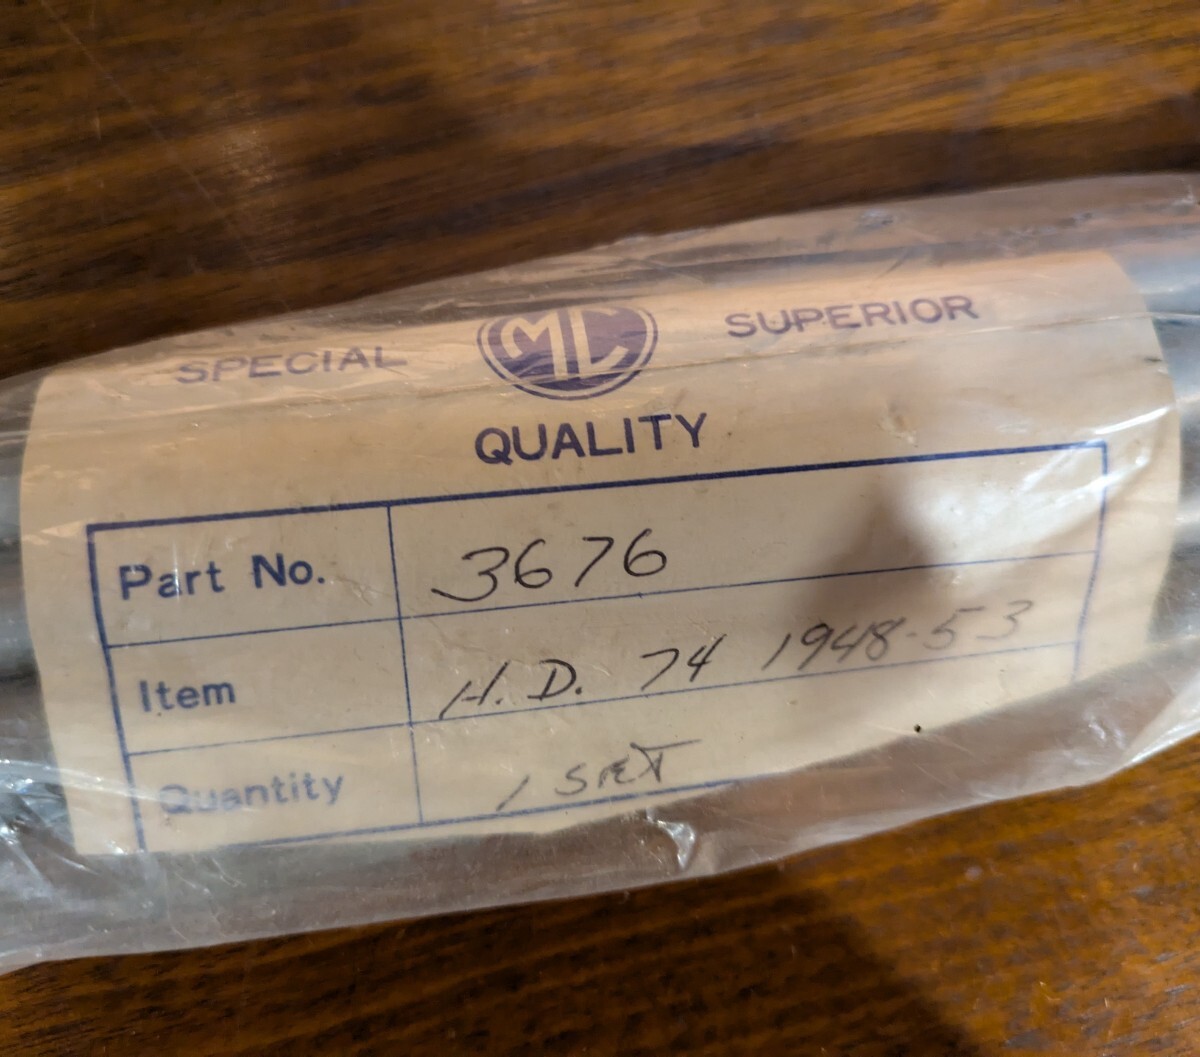 SPECIAL MC SUPERIOR
QUALITY
Part No. 3676
Item H.D. 74 1948-53
Quantity 1 SET